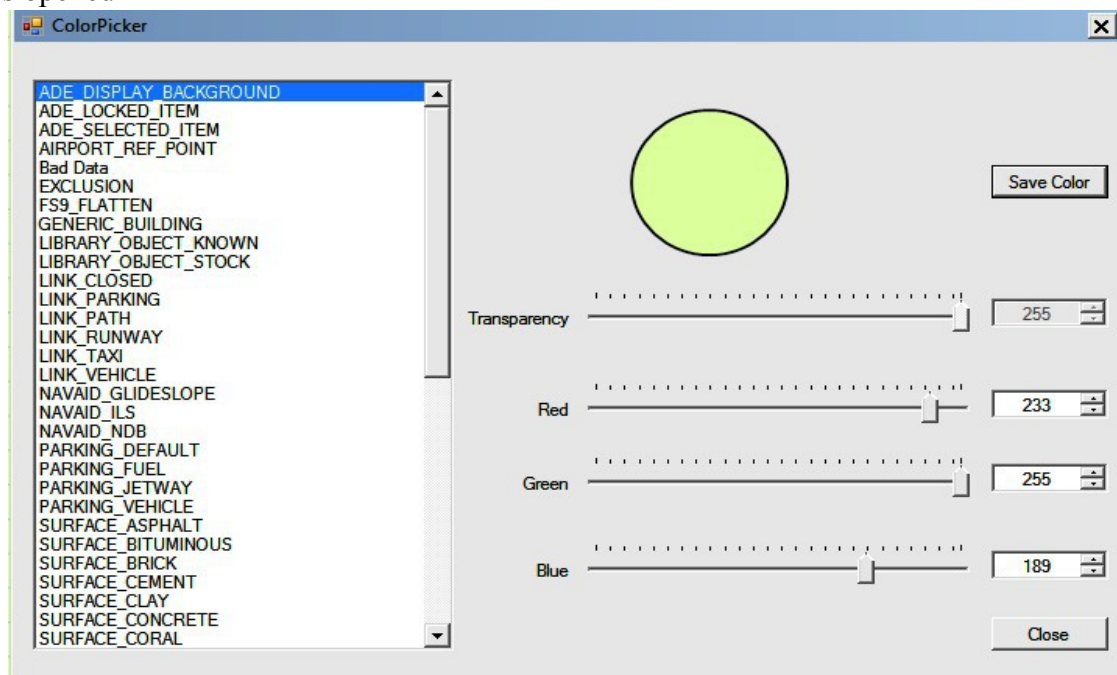 ColorPicker
ADE_DISPLAY_BACKGROUND
ADE_LOCKED_ITEM
ADE_SELECTED_ITEM
AIRPORT_REF_POINT
Bad Data
EXCLUSION
FS9_FLATTEN
GENERIC_BUILDING
LIBRARY_OBJECT_KNOWN
LIBRARY_OBJECT_STOCK
LINK_CLOSED
LINK_PARKING
LINK_PATH
LINK_RUNWAY
LINK_TAXI
LINK_VEHICLE
NAVAID_GLIDESLOPE
NAVAID_ILS
NAVAID_NDB
PARKING_DEFAULT
PARKING_FUEL
PARKING_JETWAY
PARKING_VEHICLE
SURFACE_ASPHALT
SURFACE_BITUMINOUS
SURFACE_BRICK
SURFACE_CEMENT
SURFACE_CLAY
SURFACE_CONCRETE
SURFACE_CORAL
Save Color
Transparency 255
Red 233
Green 255
Blue 189
Close